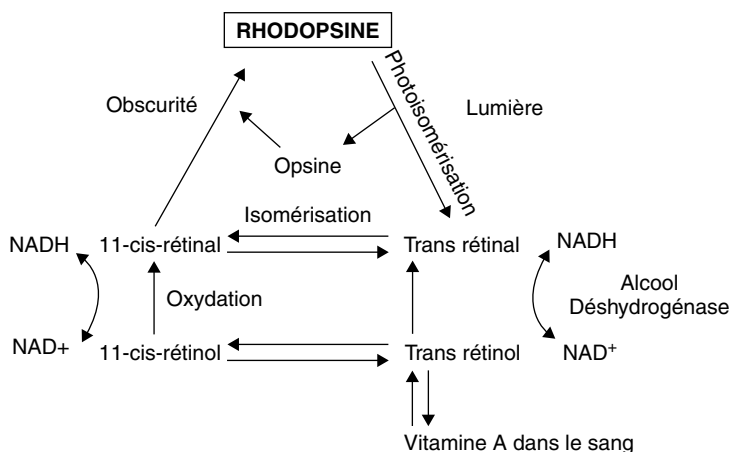 RHODOPSINE
Obscurité
Photoisomérisation
Lumière
Opsine
Isomérisation
NADH
11-cis-rétinal
Trans rétinal
NADH
Oxydation
Alcool
Déshydrogénase
NAD+
11-cis-rétinol
Trans rétinol
NAD+
Vitamine A dans le sang